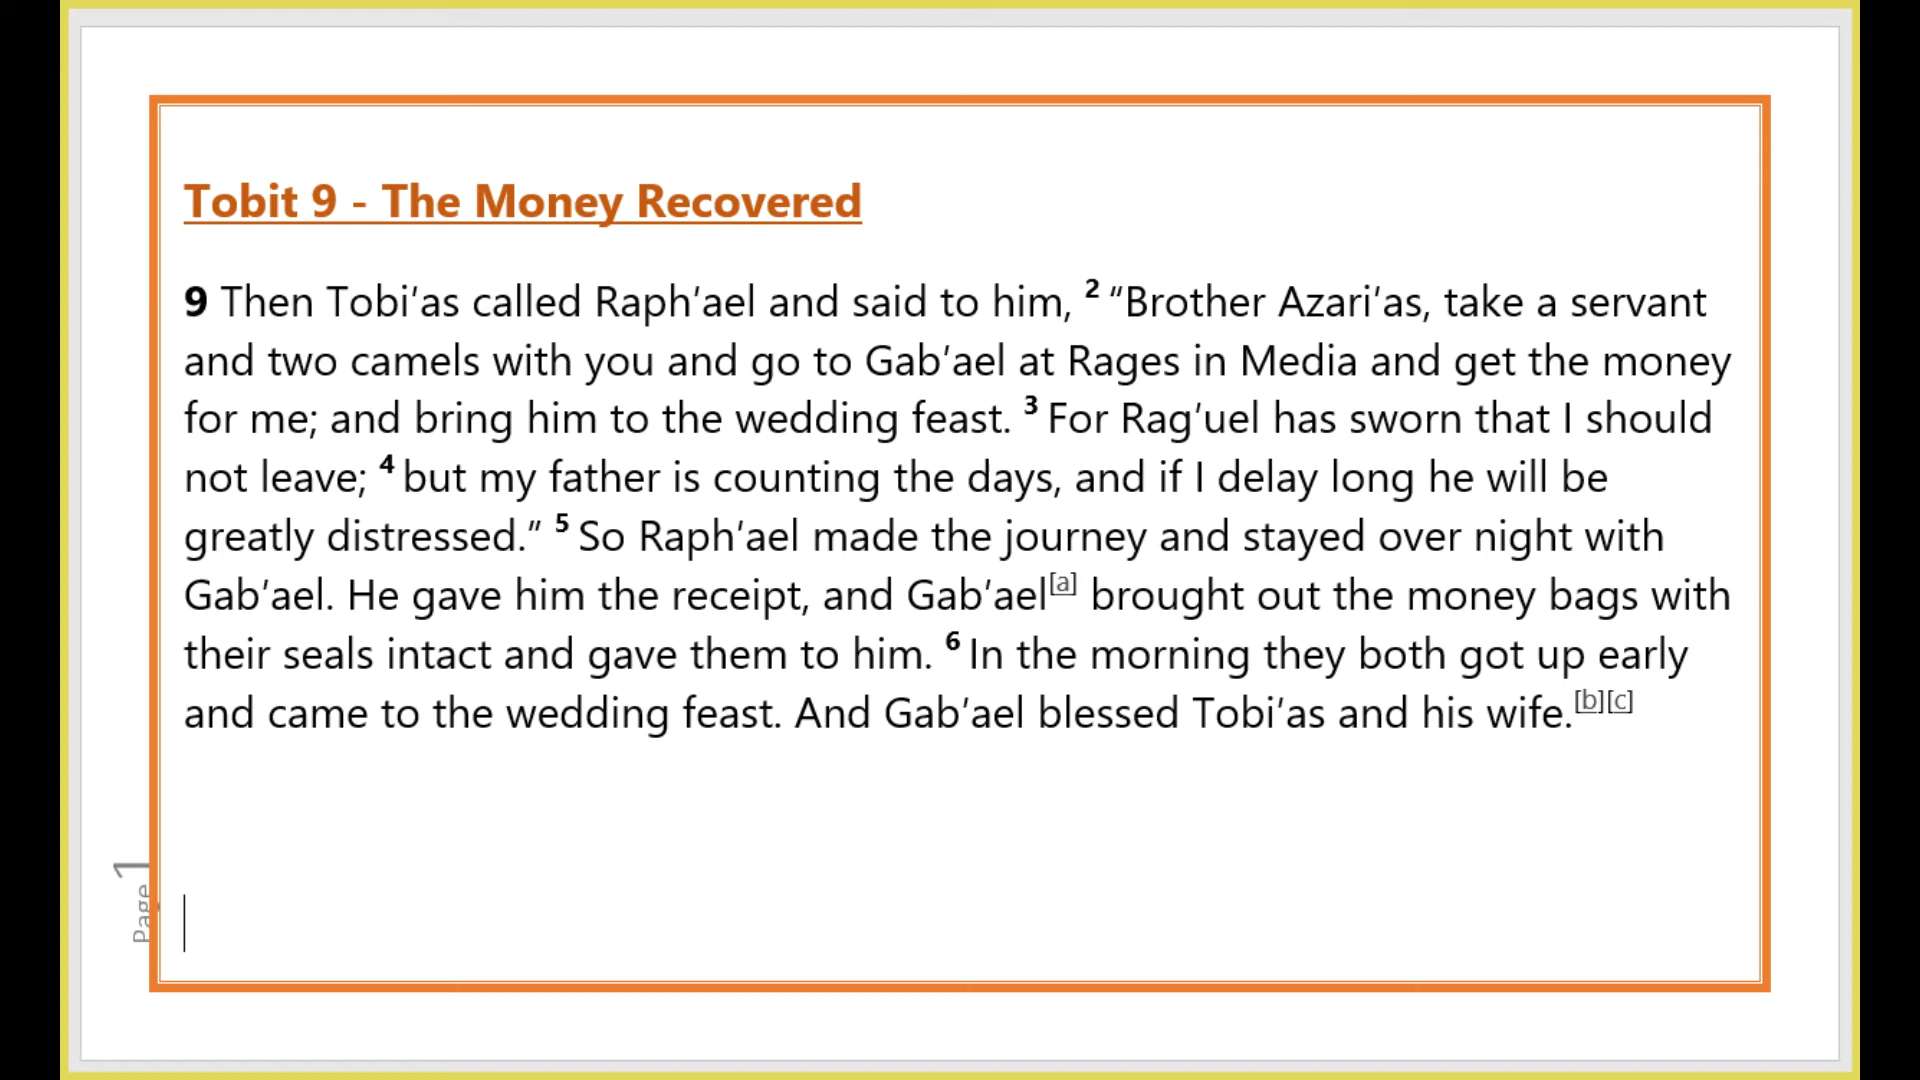 Tobit 9 - The Money Recovered
9 Then Tobi′as called Raph′ael and said to him, 2 “Brother Azari′as, take a servant
and two camels with you and go to Gab′ael at Rages in Media and get the money
for me; and bring him to the wedding feast. 3 For Rag′uel has sworn that I should
not leave; 4 but my father is counting the days, and if I delay long he will be
greatly distressed.” 5 So Raph′ael made the journey and stayed over night with
Gab′ael. He gave him the receipt, and Gab′ael[a] brought out the money bags with
their seals intact and gave them to him. 6 In the morning they both got up early
and came to the wedding feast. And Gab′ael blessed Tobi′as and his wife.[b][c]
Page 1